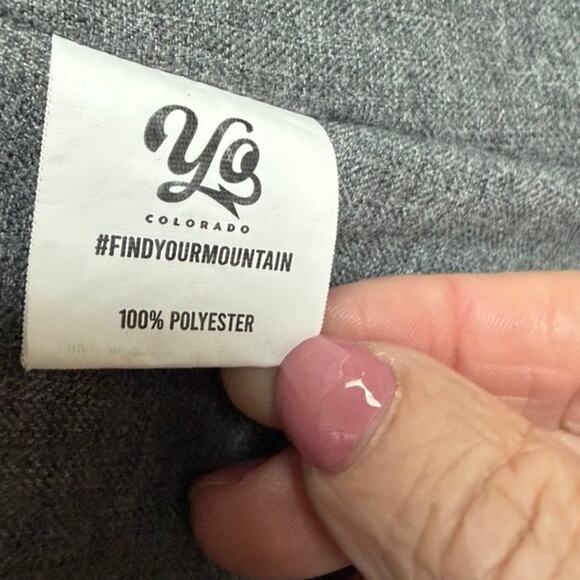 Yo
COLORADO
#FINDYOURMOUNTAIN
100% POLYESTER